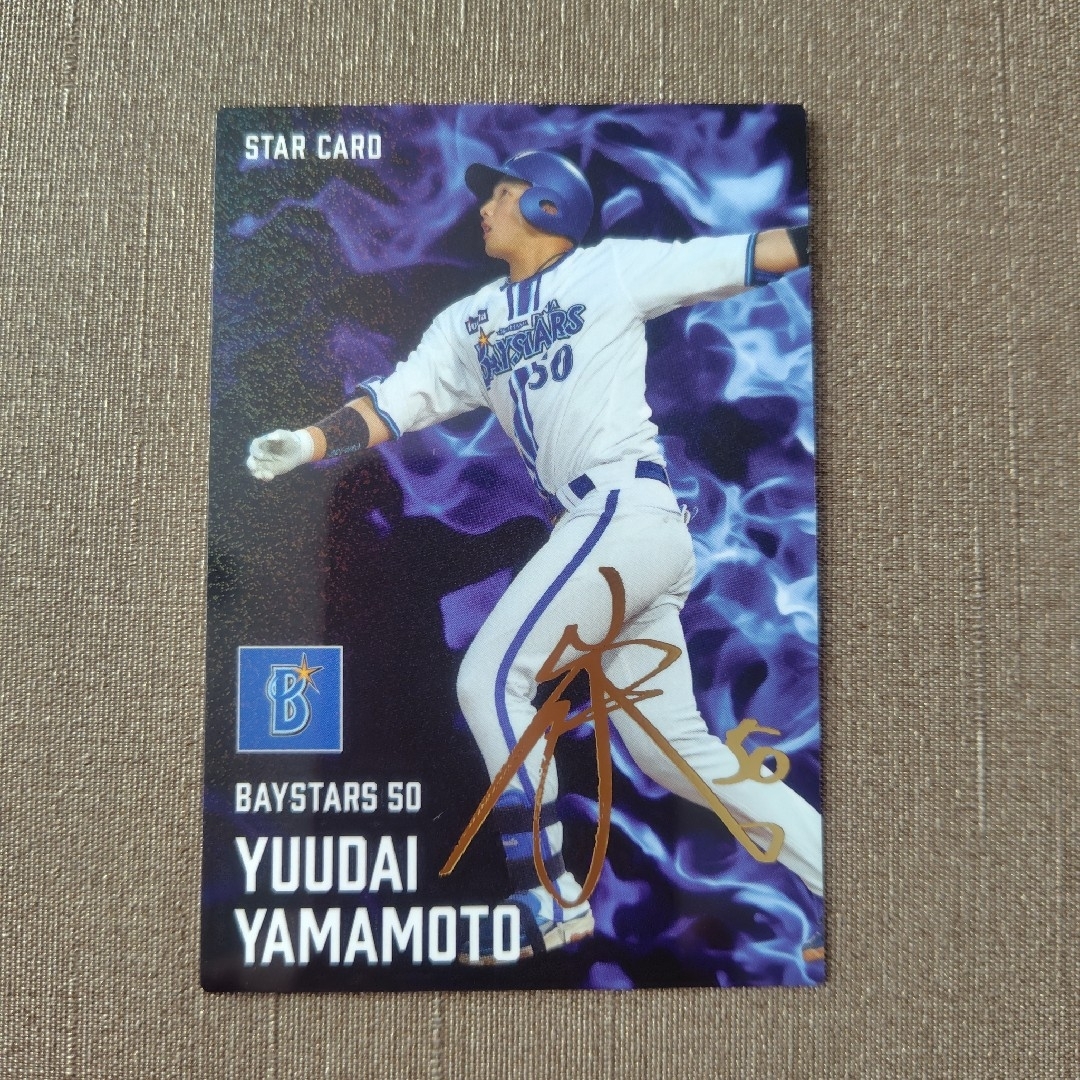 STAR CARD
BAYSTARS
50
50
B
BAYSTARS 50
YUUDAI
YAMAMOTO